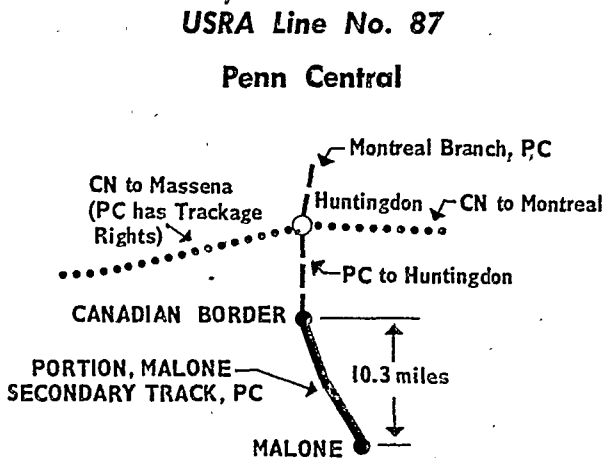 USRA Line No. 87
Penn Central
Montreal Branch, P,C
CN to Massena
(PC has Trackage
Rights)
Huntingdon
CN to Montreal
PC to Huntingdon
CANADIAN BORDER
PORTION, MALONE
SECONDARY TRACK, PC
10.3 miles
MALONE